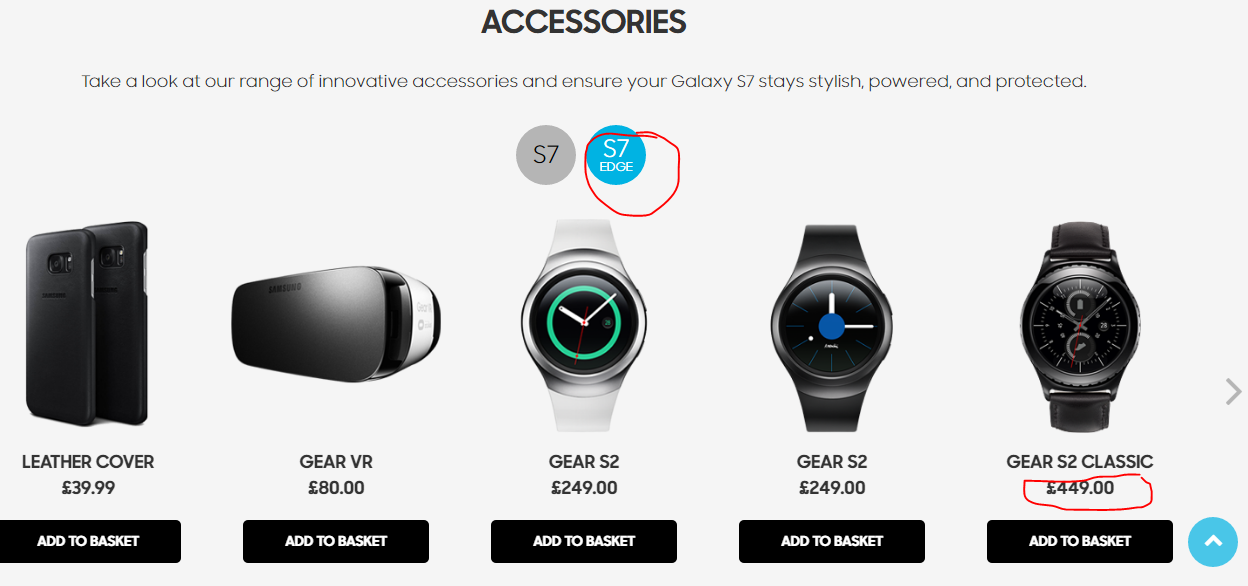 ACCESSORIES
Take a look at our range of innovative accessories and ensure your Galaxy S7 stays stylish, powered, and protected.
S7
S7
EDGE
SAMSUNG
28
LEATHER COVER
£39.99
ADD TO BASKET
GEAR VR
£80.00
ADD TO BASKET
GEAR S2
£249.00
ADD TO BASKET
GEAR S2
£249.00
ADD TO BASKET
GEAR S2 CLASSIC
£449.00
ADD TO BASKET